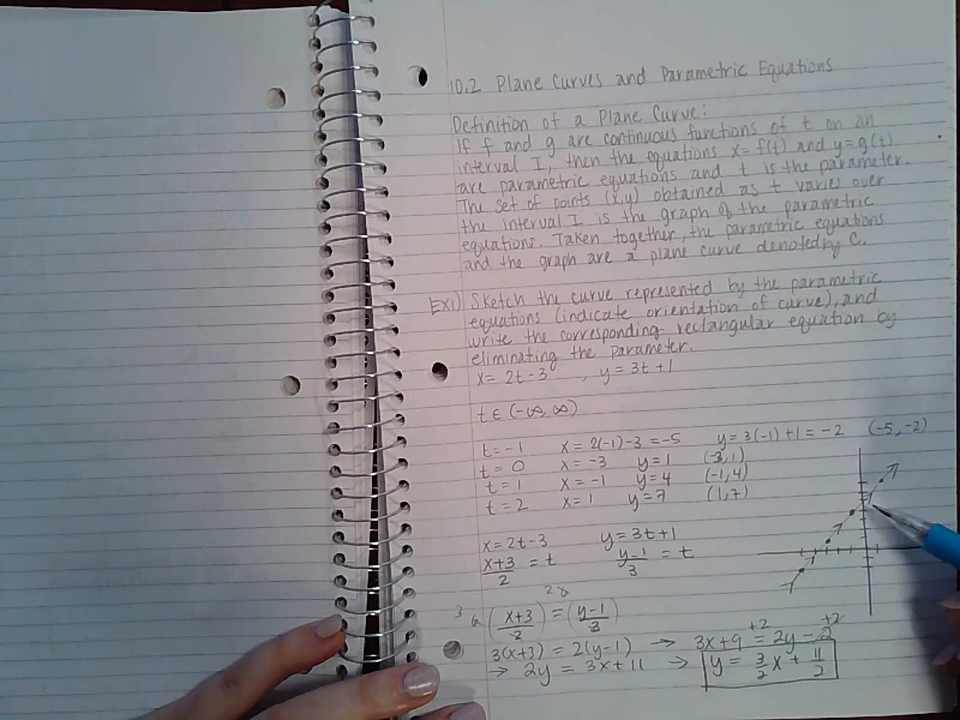 10.2 Plane Curves and Parametric Equations
Definition of a Plane Curve:
If f and g are continuous functions of t on an
interval I, then the equations x=f(t) and y=g(t)
are parametric equations and t is the parameter.
The set of points (x,y) obtained as t varies over
the interval I is the graph of the parametric
equations. Taken together, the parametric equations
and the graph are a plane curve denoted by C.
EX1) Sketch the curve represented by the parametric
equations (indicate orientation of curve), and
write the corresponding rectangular equation by
eliminating the parameter.
x= 2t-3 , y= 3t+1
t ∈ (-∞, ∞)
t=-1 x= 2(-1)-3 =-5 y= 3(-1)+1=-2 (-5,-2)
t= 0 x=-3 y=1 (-3,1)
t= 1 x=-1 y=4 (-1,4)
t= 2 x=1 y=7 (1,7)
x=2t-3 y=3t+1
x+3/2 = t y-1/3 = t
6(x+3/2) = (y-1/3)
3(x+3) = 2(y-1) → 3x+9 = 2y-2
+2 +2
→ 2y = 3x+11 → y = 3/2 x + 11/2